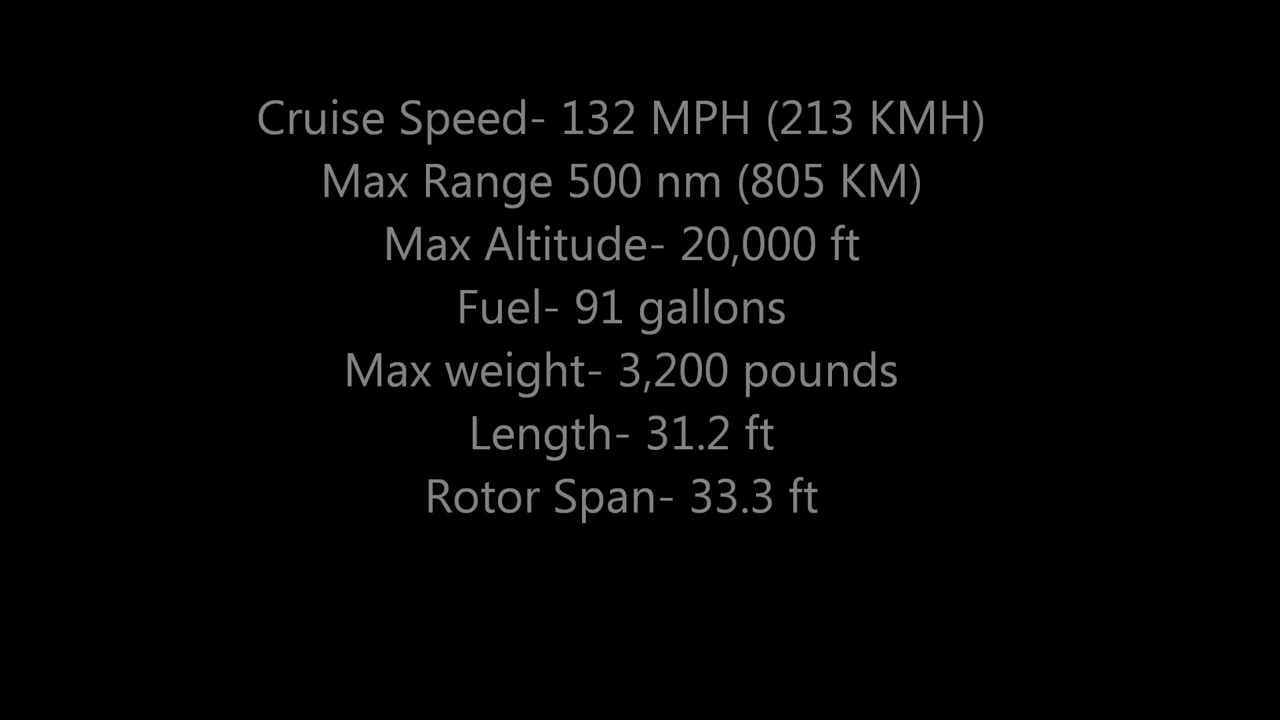 Cruise Speed- 132 MPH (213 KMH)
Max Range 500 nm (805 KM)
Max Altitude- 20,000 ft
Fuel- 91 gallons
Max weight- 3,200 pounds
Length- 31.2 ft
Rotor Span- 33.3 ft